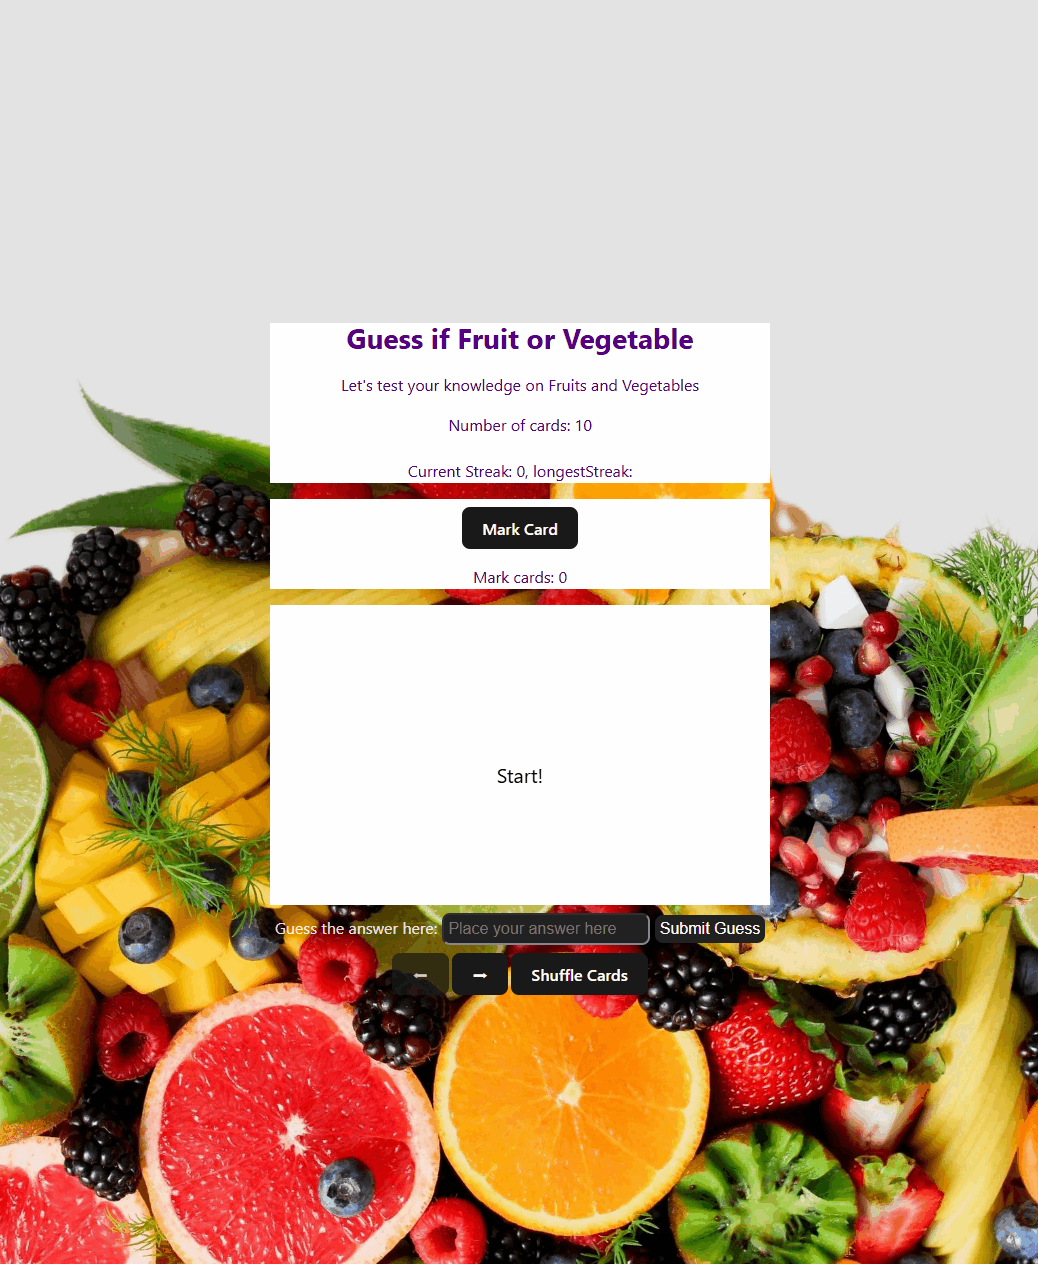 Guess if Fruit or Vegetable
Let's test your knowledge on Fruits and Vegetables
Number of cards: 10
Current Streak: 0, longestStreak:
Mark Card
Mark cards: 0
Start!
Guess the answer here: Place your answer here Submit Guess
← → Shuffle Cards